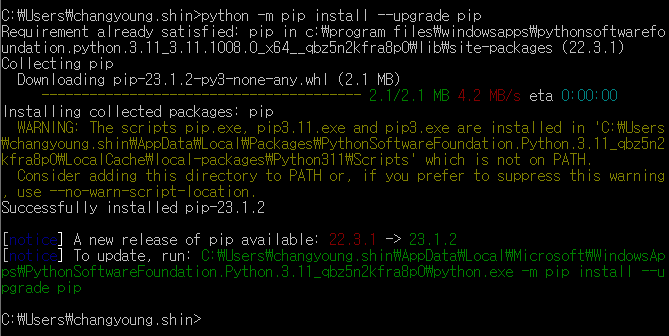 C:₩Users₩changyoung.shin>python -m pip install --upgrade pip
Requirement already satisfied: pip in c:₩program files₩windowsapps₩pythonsoftwarefo
undation.python.3.11_3.11.1008.0_x64__qbz5n2kfra8p0₩lib₩site-packages (22.3.1)
Collecting pip
  Downloading pip-23.1.2-py3-none-any.whl (2.1 MB)
     ---------------------------------------- 2.1/2.1 MB 4.2 MB/s eta 0:00:00
Installing collected packages: pip
  WARNING: The scripts pip.exe, pip3.11.exe and pip3.exe are installed in 'C:₩Users
₩changyoung.shin₩AppData₩Local₩Packages₩PythonSoftwareFoundation.Python.3.11_qbz5n2
kfra8p0₩LocalCache₩local-packages₩Python311₩Scripts' which is not on PATH.
  Consider adding this directory to PATH or, if you prefer to suppress this warning
, use --no-warn-script-location.
Successfully installed pip-23.1.2

[notice] A new release of pip available: 22.3.1 -> 23.1.2
[notice] To update, run: C:₩Users₩changyoung.shin₩AppData₩Local₩Microsoft₩WindowsAp
ps₩PythonSoftwareFoundation.Python.3.11_qbz5n2kfra8p0₩python.exe -m pip install --u
pgrade pip

C:₩Users₩changyoung.shin>